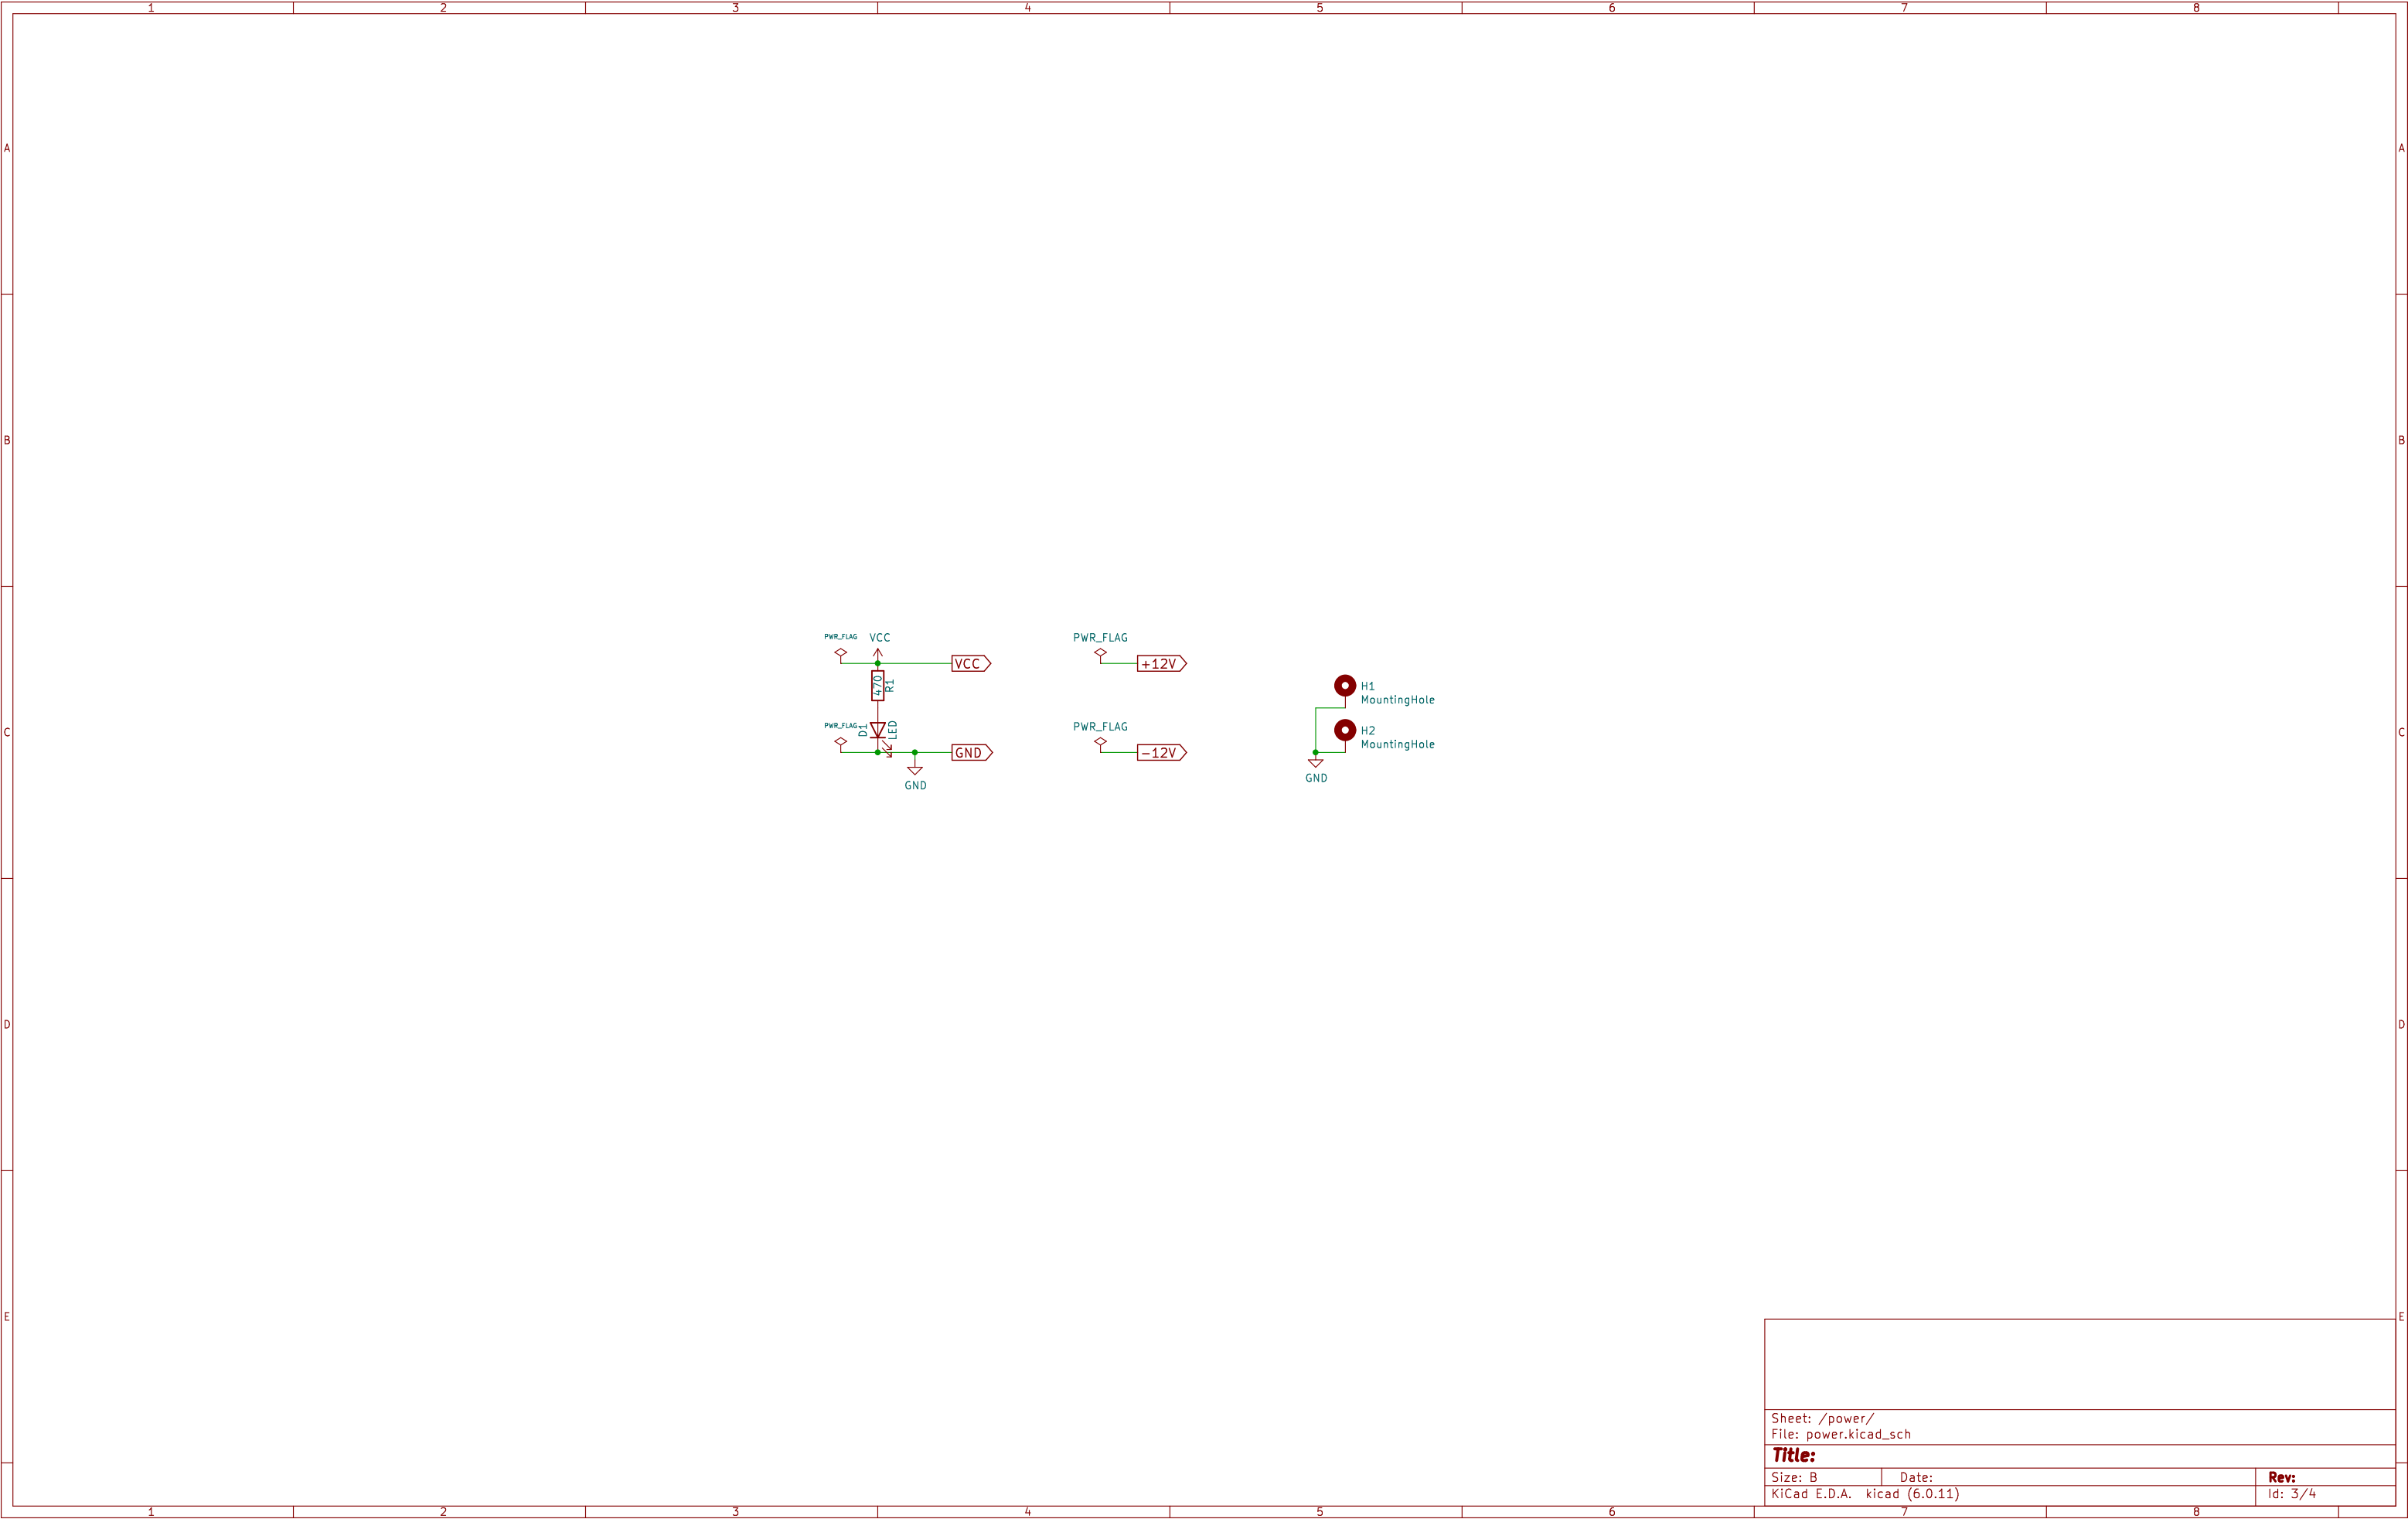 1 2 3 4 5 6 7 8
A A
B B
PWR_FLAG VCC PWR_FLAG
VCC +12V
470 R1
H1
MountingHole
PWR_FLAG D1 LED PWR_FLAG
H2
MountingHole
C C
GND -12V
GND
GND
D D
E E
Sheet: /power/
File: power.kicad_sch
Title:
Size: B Date: Rev:
KiCad E.D.A. kicad (6.0.11) Id: 3/4
1 2 3 4 5 6 7 8